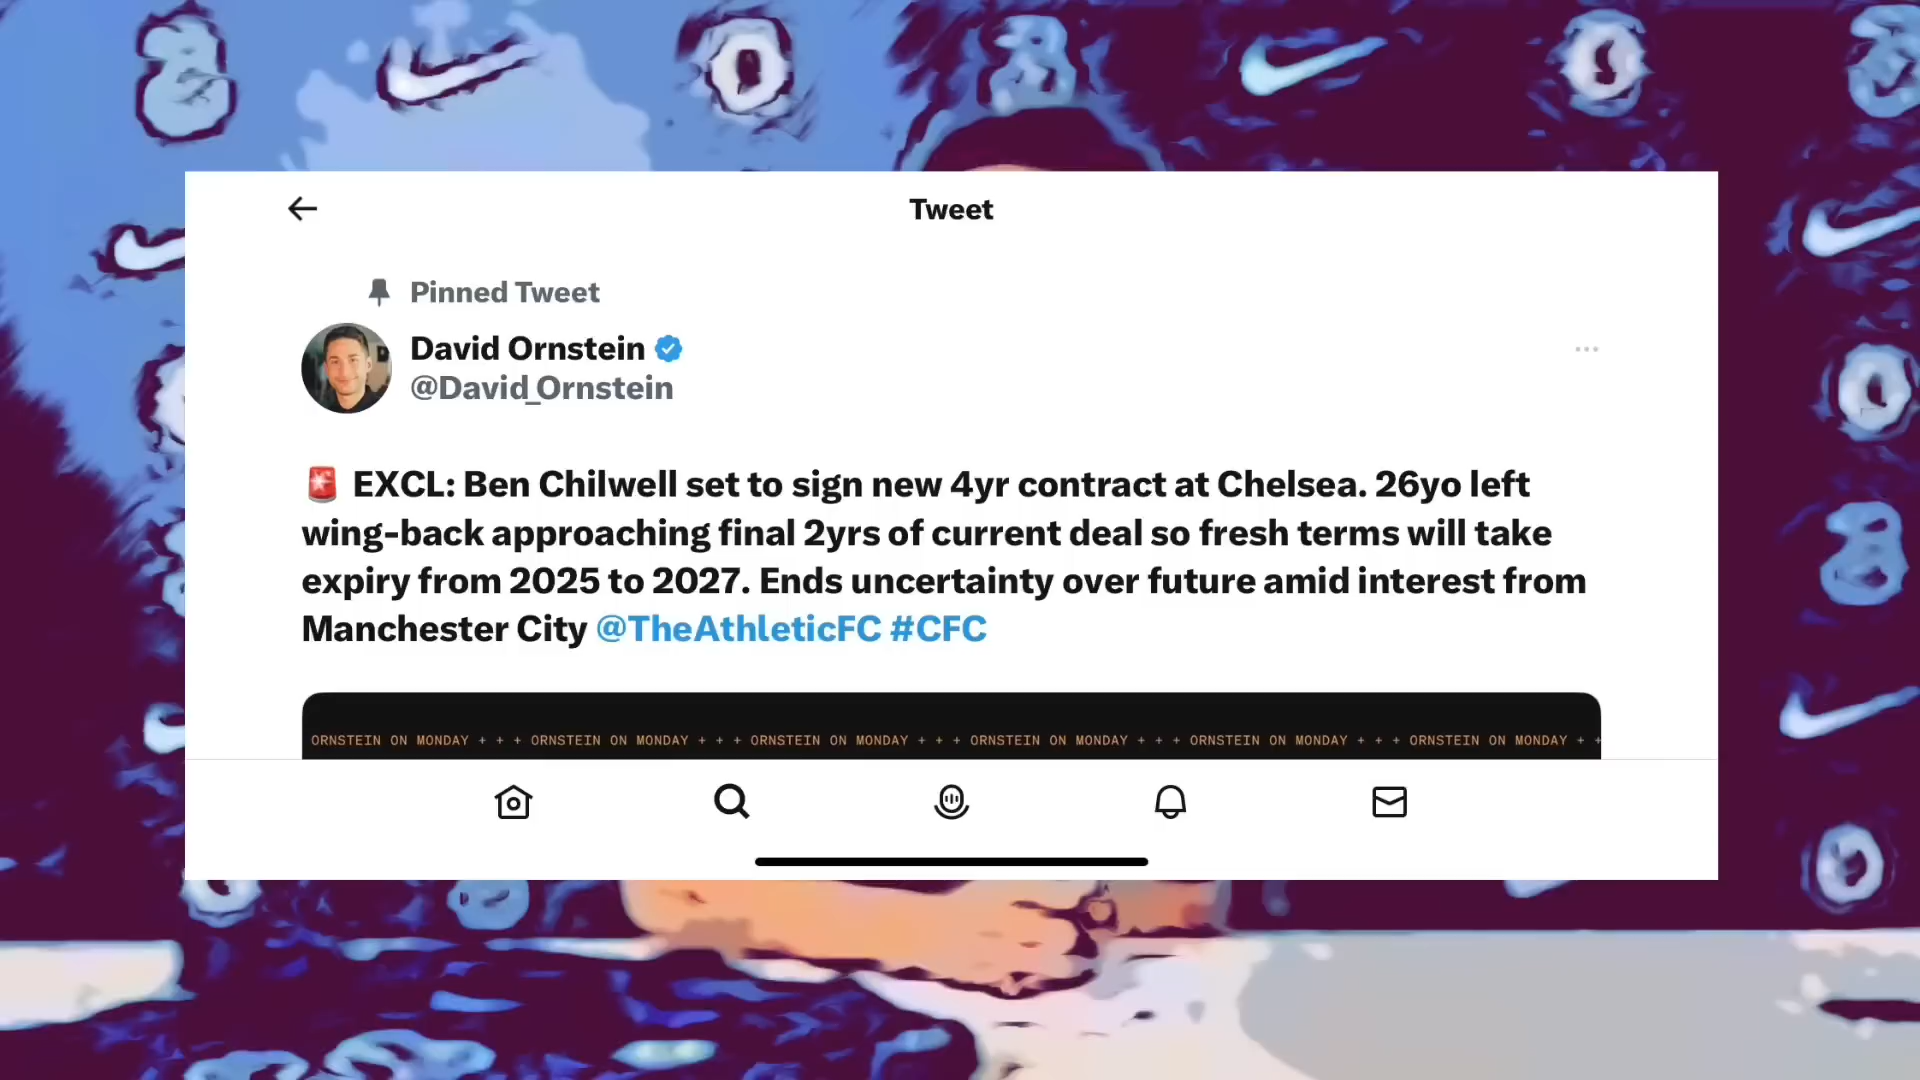 Tweet
Pinned Tweet
David Ornstein
@David_Ornstein
🚨 EXCL: Ben Chilwell set to sign new 4yr contract at Chelsea. 26yo left
wing-back approaching final 2yrs of current deal so fresh terms will take
expiry from 2025 to 2027. Ends uncertainty over future amid interest from
Manchester City @TheAthleticFC #CFC
ORNSTEIN ON MONDAY + + + ORNSTEIN ON MONDAY + + + ORNSTEIN ON MONDAY + + + ORNSTEIN ON MONDAY + + + ORNSTEIN ON MONDAY + + + ORNSTEIN ON MONDAY + +